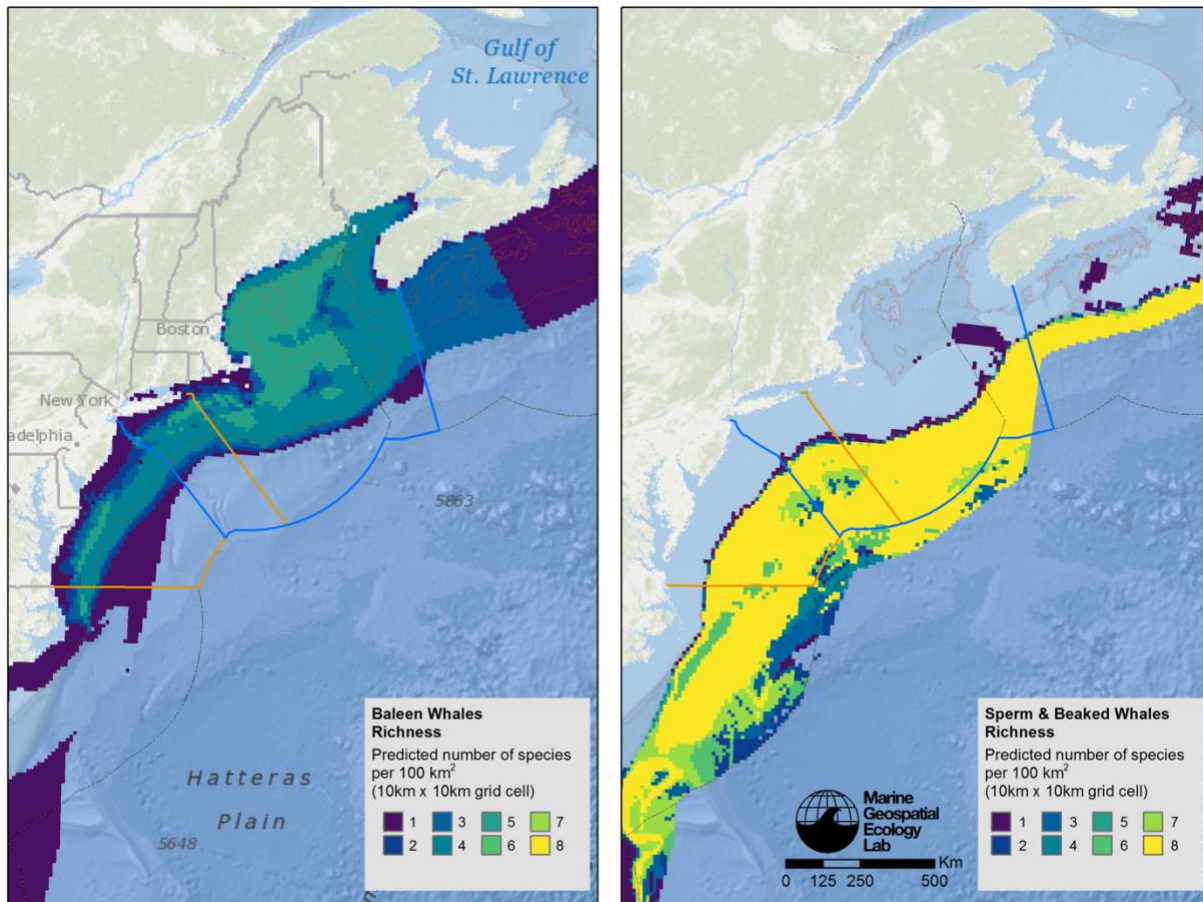 Gulf of
St. Lawrence
Boston
New York
adelphia
5863
Hatteras
Plain
5648
Baleen Whales
Richness
Predicted number of species
per 100 km²
(10km x 10km grid cell)
1 3 5 7
2 4 6 8
Marine
Geospatial
Ecology
Lab
Km
0 125 250 500
Sperm & Beaked Whales
Richness
Predicted number of species
per 100 km²
(10km x 10km grid cell)
1 3 5 7
2 4 6 8